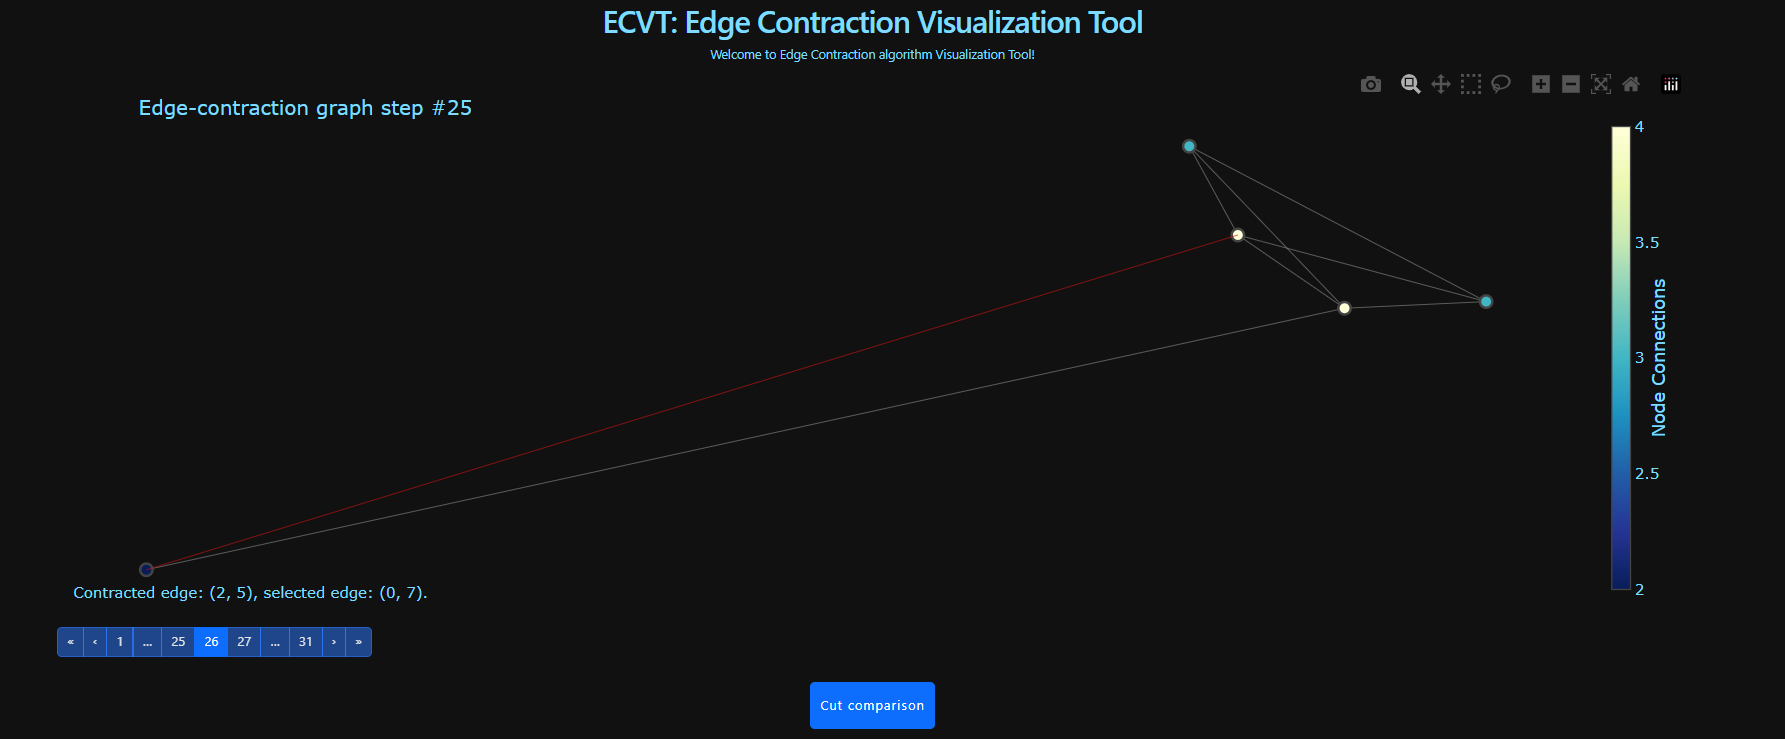 ECVT: Edge Contraction Visualization Tool
Welcome to Edge Contraction algorithm Visualization Tool!
Edge-contraction graph step #25
4
3.5
3
2.5
2
Node Connections
Contracted edge: (2, 5), selected edge: (0, 7).
« ‹ 1 ... 25 26 27 ... 31 › »
Cut comparison